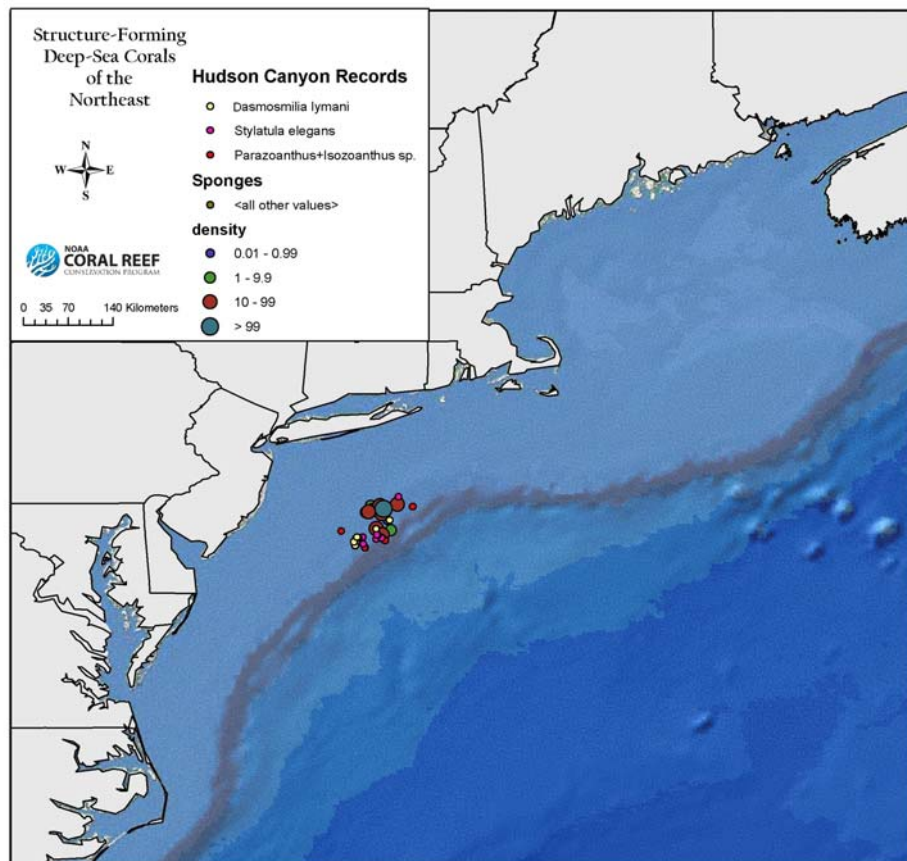 Structure-Forming
Deep-Sea Corals
of the
Northeast
N
W E
S
NOAA
CORAL REEF
CONSERVATION PROGRAM
0 35 70 140 Kilometers
Hudson Canyon Records
Dasmosmilia lymani
Stylatula elegans
Parazoanthus+Isozoanthus sp.
Sponges
<all other values>
density
0.01 - 0.99
1 - 9.9
10 - 99
> 99